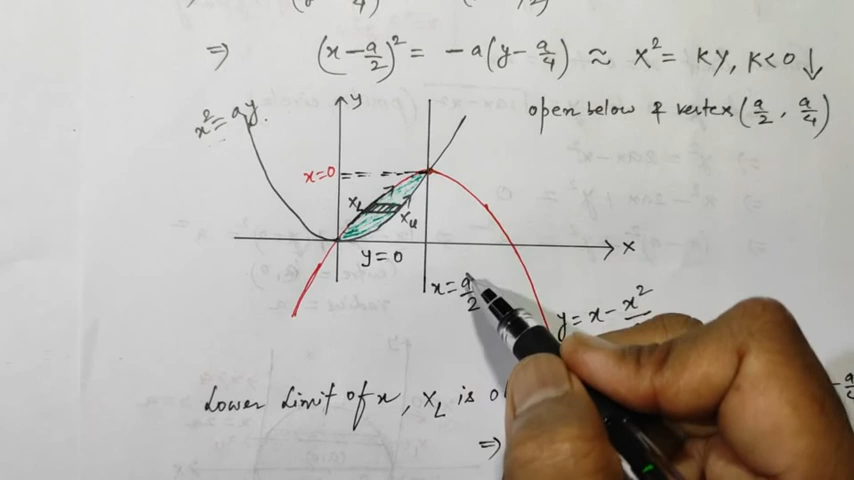 ⇒ (x - a/2)² = -a(y - a/4) ≈ X² = KY, K<0 ↓
open below & vertex (a/2, a/4)
x² = ay.
y
x=0
x_L
x_u
x
y=0
x = a/2
y = x - x²/
Lower Limit of x, x_L is
⇒